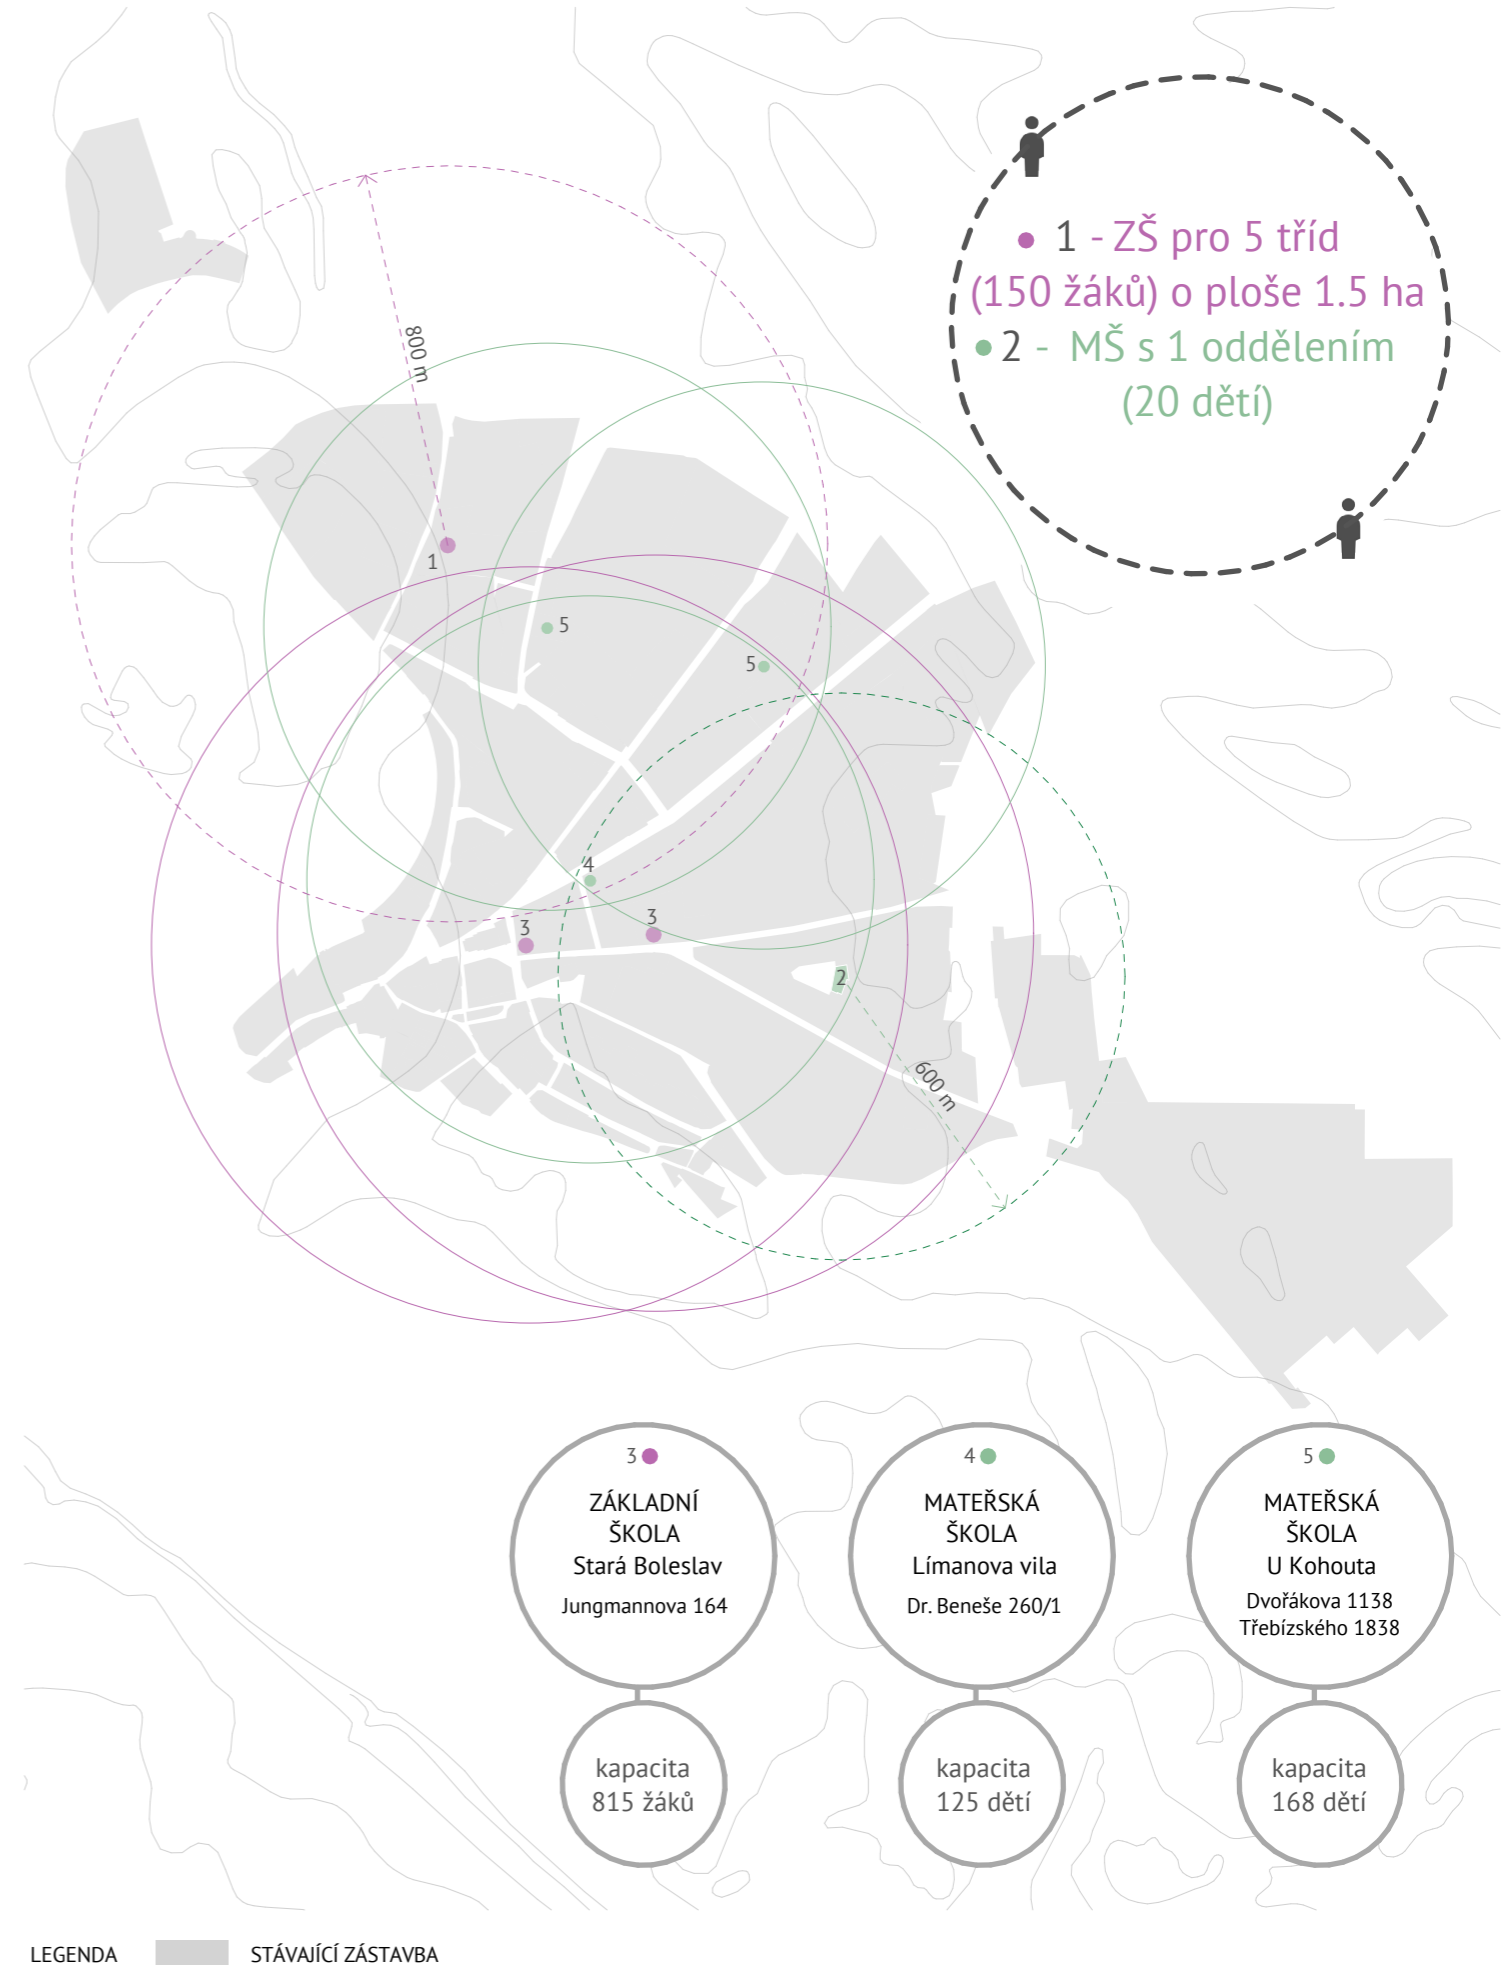 1 - ZŠ pro 5 tříd
(150 žáků) o ploše 1.5 ha
2 - MŠ s 1 oddělením
(20 dětí)
800 m
1
5
5
4
3
3
2
600 m
3
ZÁKLADNÍ
ŠKOLA
Stará Boleslav
Jungmannova 164
kapacita
815 žáků
4
MATEŘSKÁ
ŠKOLA
Límanova vila
Dr. Beneše 260/1
kapacita
125 dětí
5
MATEŘSKÁ
ŠKOLA
U Kohouta
Dvořákova 1138
Třebízského 1838
kapacita
168 dětí
LEGENDA
STÁVAJÍCÍ ZÁSTAVBA